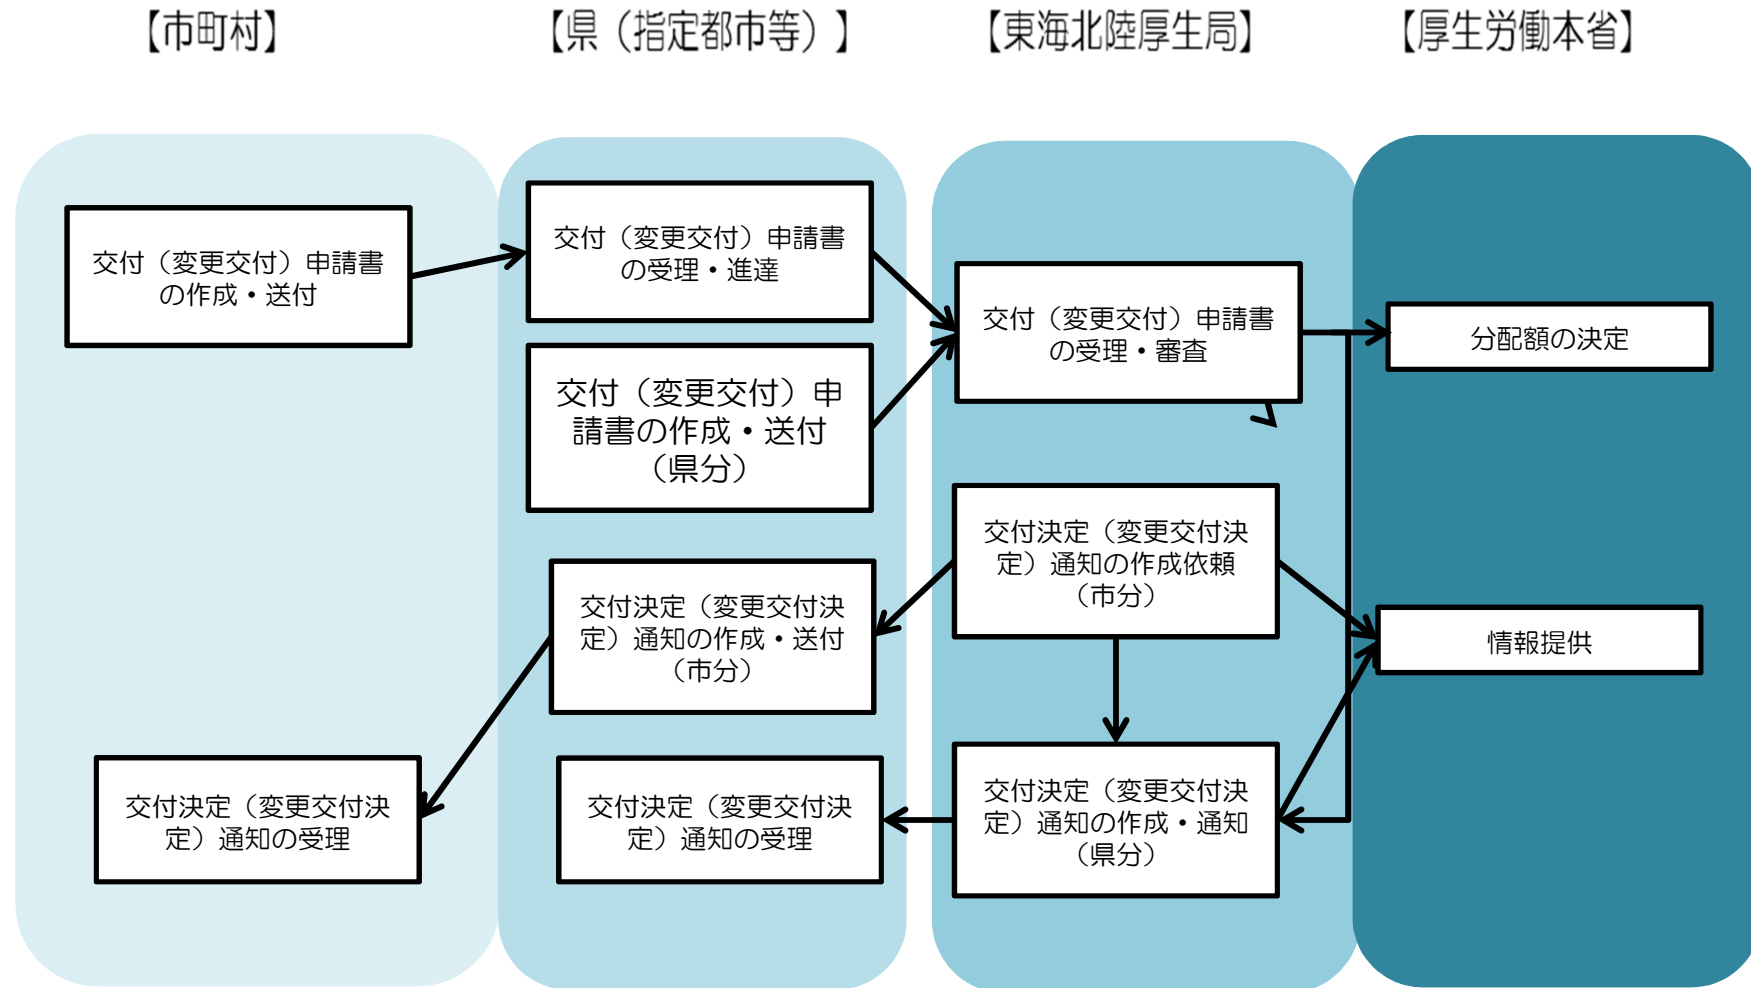 【市町村】
【県（指定都市等）】
【東海北陸厚生局】
【厚生労働本省】
交付（変更交付）申請書
の作成・送付
交付（変更交付）申請書
の受理・進達
交付（変更交付）申
請書の作成・送付
（県分）
交付（変更交付）申請書
の受理・審査
分配額の決定
交付決定（変更交付決
定）通知の作成依頼
（市分）
交付決定（変更交付決
定）通知の作成・送付
（市分）
情報提供
交付決定（変更交付決
定）通知の受理
交付決定（変更交付決
定）通知の受理
交付決定（変更交付決
定）通知の作成・通知
（県分）